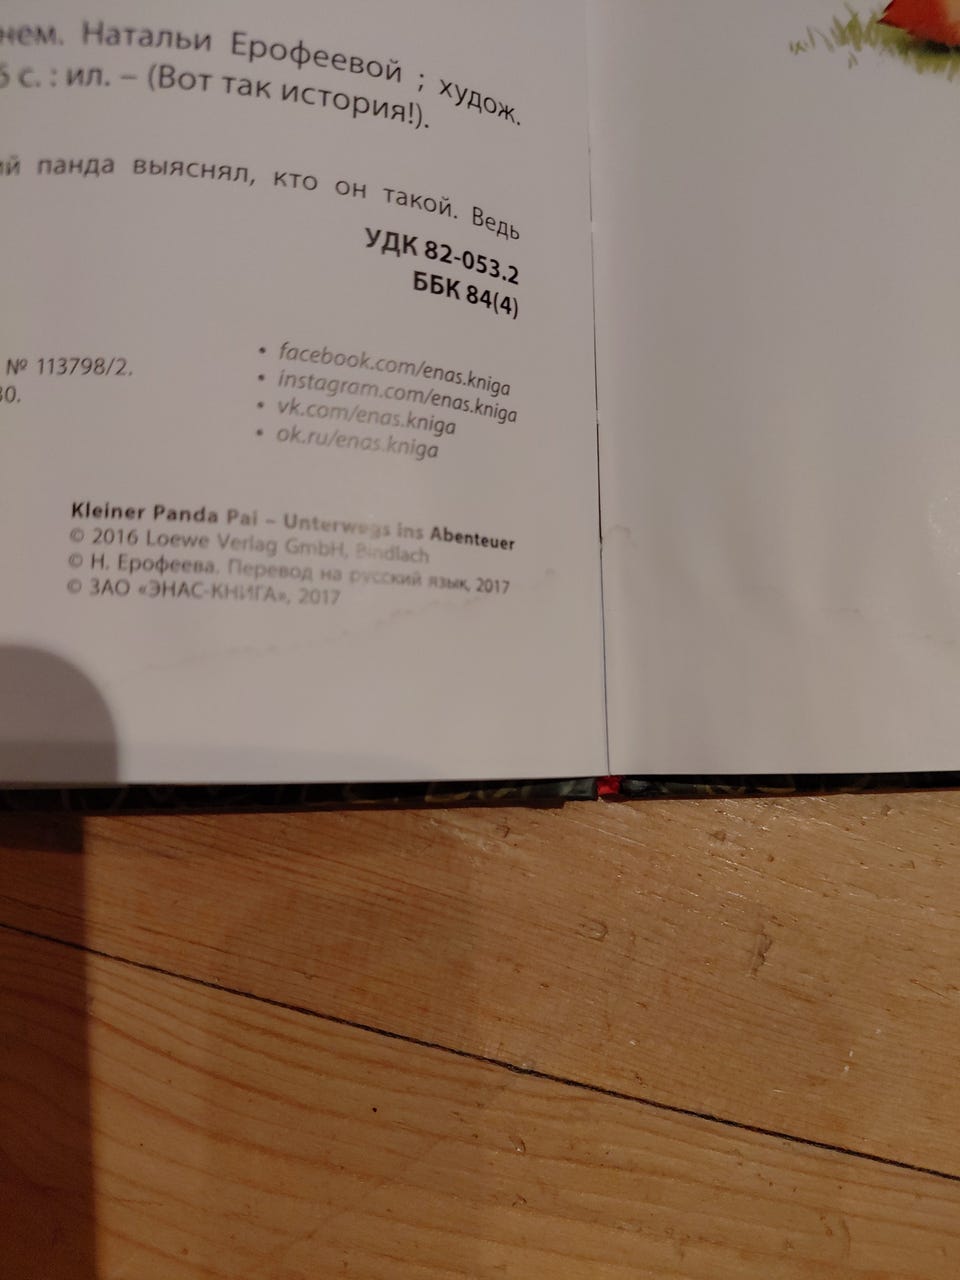 нем. Натальи Ерофеевой ; худож.
с. : ил. – (Вот так история!).
панда выяснял, кто он такой. Ведь
УДК 82-053.2
ББК 84(4)
№ 113798/2.
• facebook.com/enas.kniga
• instagram.com/enas.kniga
• vk.com/enas.kniga
• ok.ru/enas.kniga
Kleiner Panda Pai – Unterwegs ins Abenteuer
© 2016 Loewe Verlag GmbH, Bindlach
© Н. Ерофеева. Перевод на русский язык, 2017
© ЗАО «ЭНАС-КНИГА», 2017